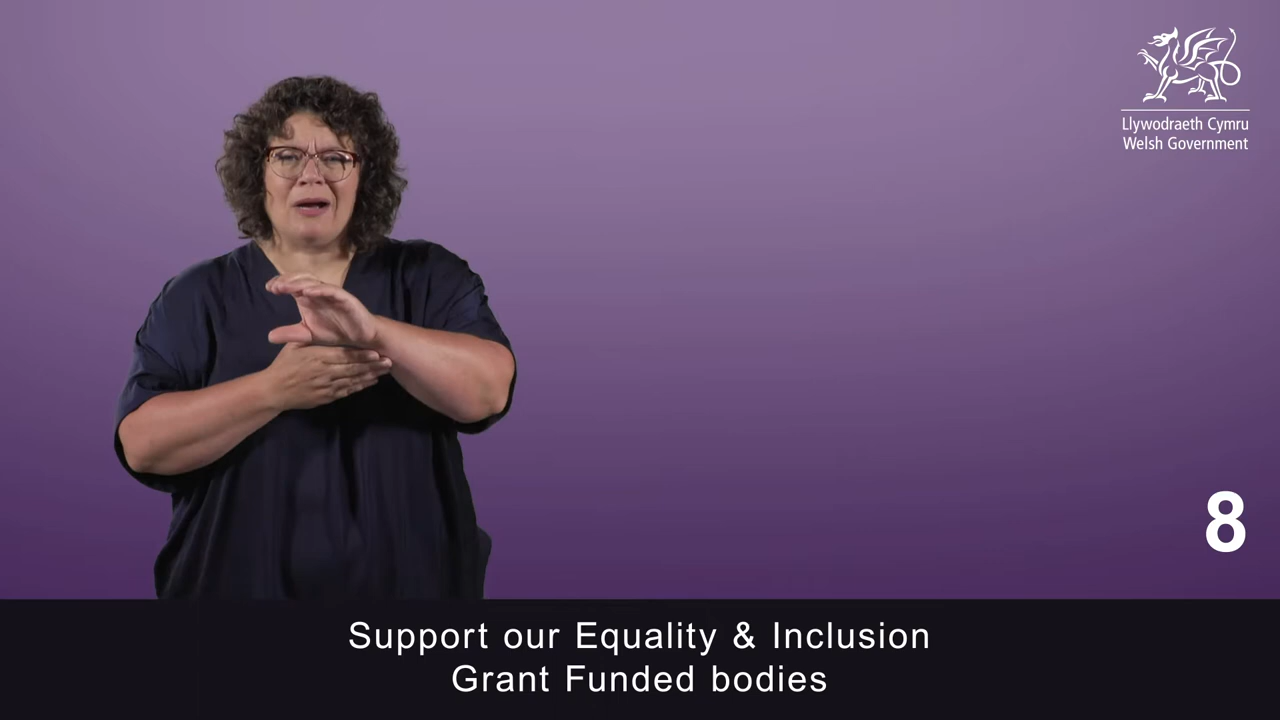 Llywodraeth Cymru
Welsh Government
8
Support our Equality & Inclusion
Grant Funded bodies